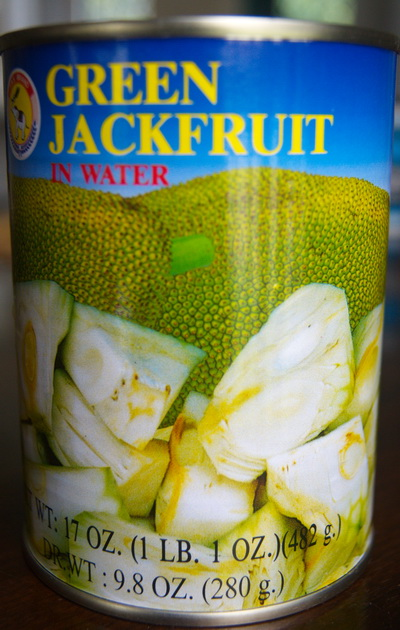 GREEN
JACKFRUIT
IN WATER
WT: 17 OZ. (1 LB. 1 OZ.)(482 g.)
DR. WT : 9.8 OZ. (280 g.)